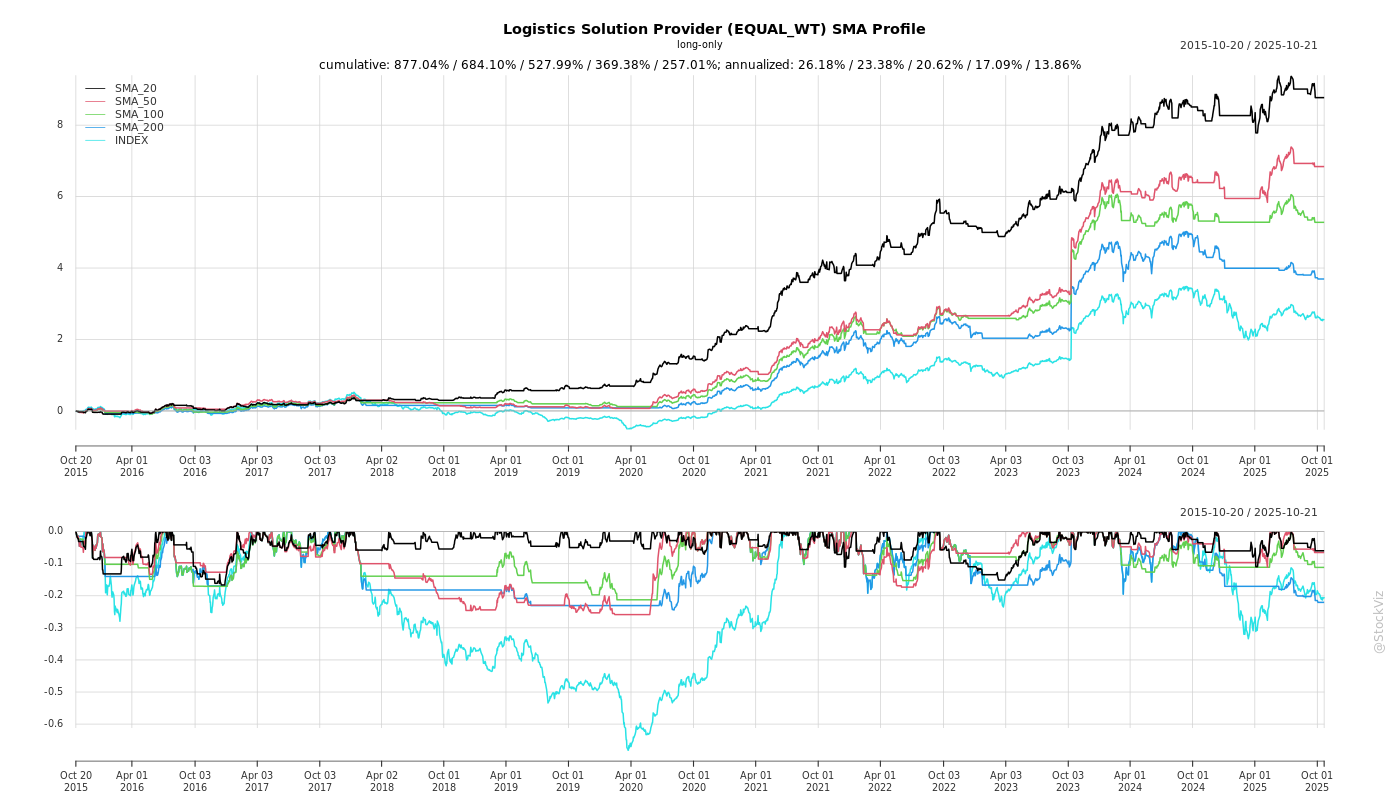 Logistics Solution Provider (EQUAL_WT) SMA Profile
long-only
2015-10-20 / 2025-10-21
cumulative: 877.04% / 684.10% / 527.99% / 369.38% / 257.01%; annualized: 26.18% / 23.38% / 20.62% / 17.09% / 13.86%
SMA_20
SMA_50
SMA_100
SMA_200
INDEX
8
6
4
2
0
Oct 20 Apr 01 Oct 03 Apr 03 Oct 03 Apr 02 Oct 01 Apr 01 Oct 01 Apr 01 Oct 01 Apr 01 Oct 01 Apr 01 Oct 03 Apr 03 Oct 03 Apr 01 Oct 01 Apr 01 Oct 01
2015 2016 2016 2017 2017 2018 2018 2019 2019 2020 2020 2021 2021 2022 2022 2023 2023 2024 2024 2025 2025
2015-10-20 / 2025-10-21
0.0
-0.1
-0.2
-0.3
-0.4
-0.5
-0.6
Oct 20 Apr 01 Oct 03 Apr 03 Oct 03 Apr 02 Oct 01 Apr 01 Oct 01 Apr 01 Oct 01 Apr 01 Oct 01 Apr 01 Oct 03 Apr 03 Oct 03 Apr 01 Oct 01 Apr 01 Oct 01
2015 2016 2016 2017 2017 2018 2018 2019 2019 2020 2020 2021 2021 2022 2022 2023 2023 2024 2024 2025 2025
@StockViz